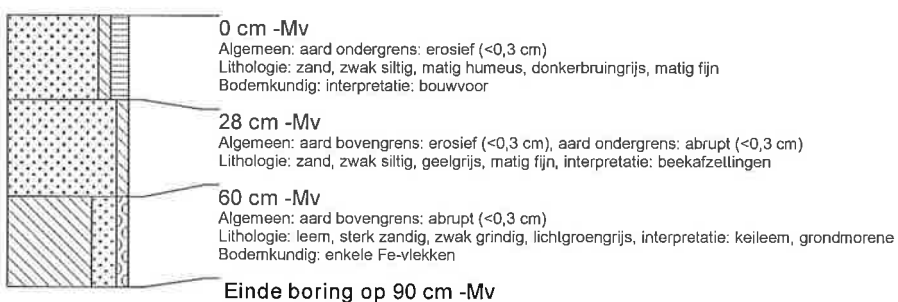 0 cm -Mv
Algemeen: aard ondergrens: erosief (<0,3 cm)
Lithologie: zand, zwak siltig, matig humeus, donkerbruingrijs, matig fijn
Bodemkundig: interpretatie: bouwvoor
28 cm -Mv
Algemeen: aard bovengrens: erosief (<0,3 cm), aard ondergrens: abrupt (<0,3 cm)
Lithologie: zand, zwak siltig, geelgrijs, matig fijn, interpretatie: beekafzettingen
60 cm -Mv
Algemeen: aard bovengrens: abrupt (<0,3 cm)
Lithologie: leem, sterk zandig, zwak grindig, lichtgroengrijs, interpretatie: keileem, grondmorene
Bodemkundig: enkele Fe-vlekken
Einde boring op 90 cm -Mv